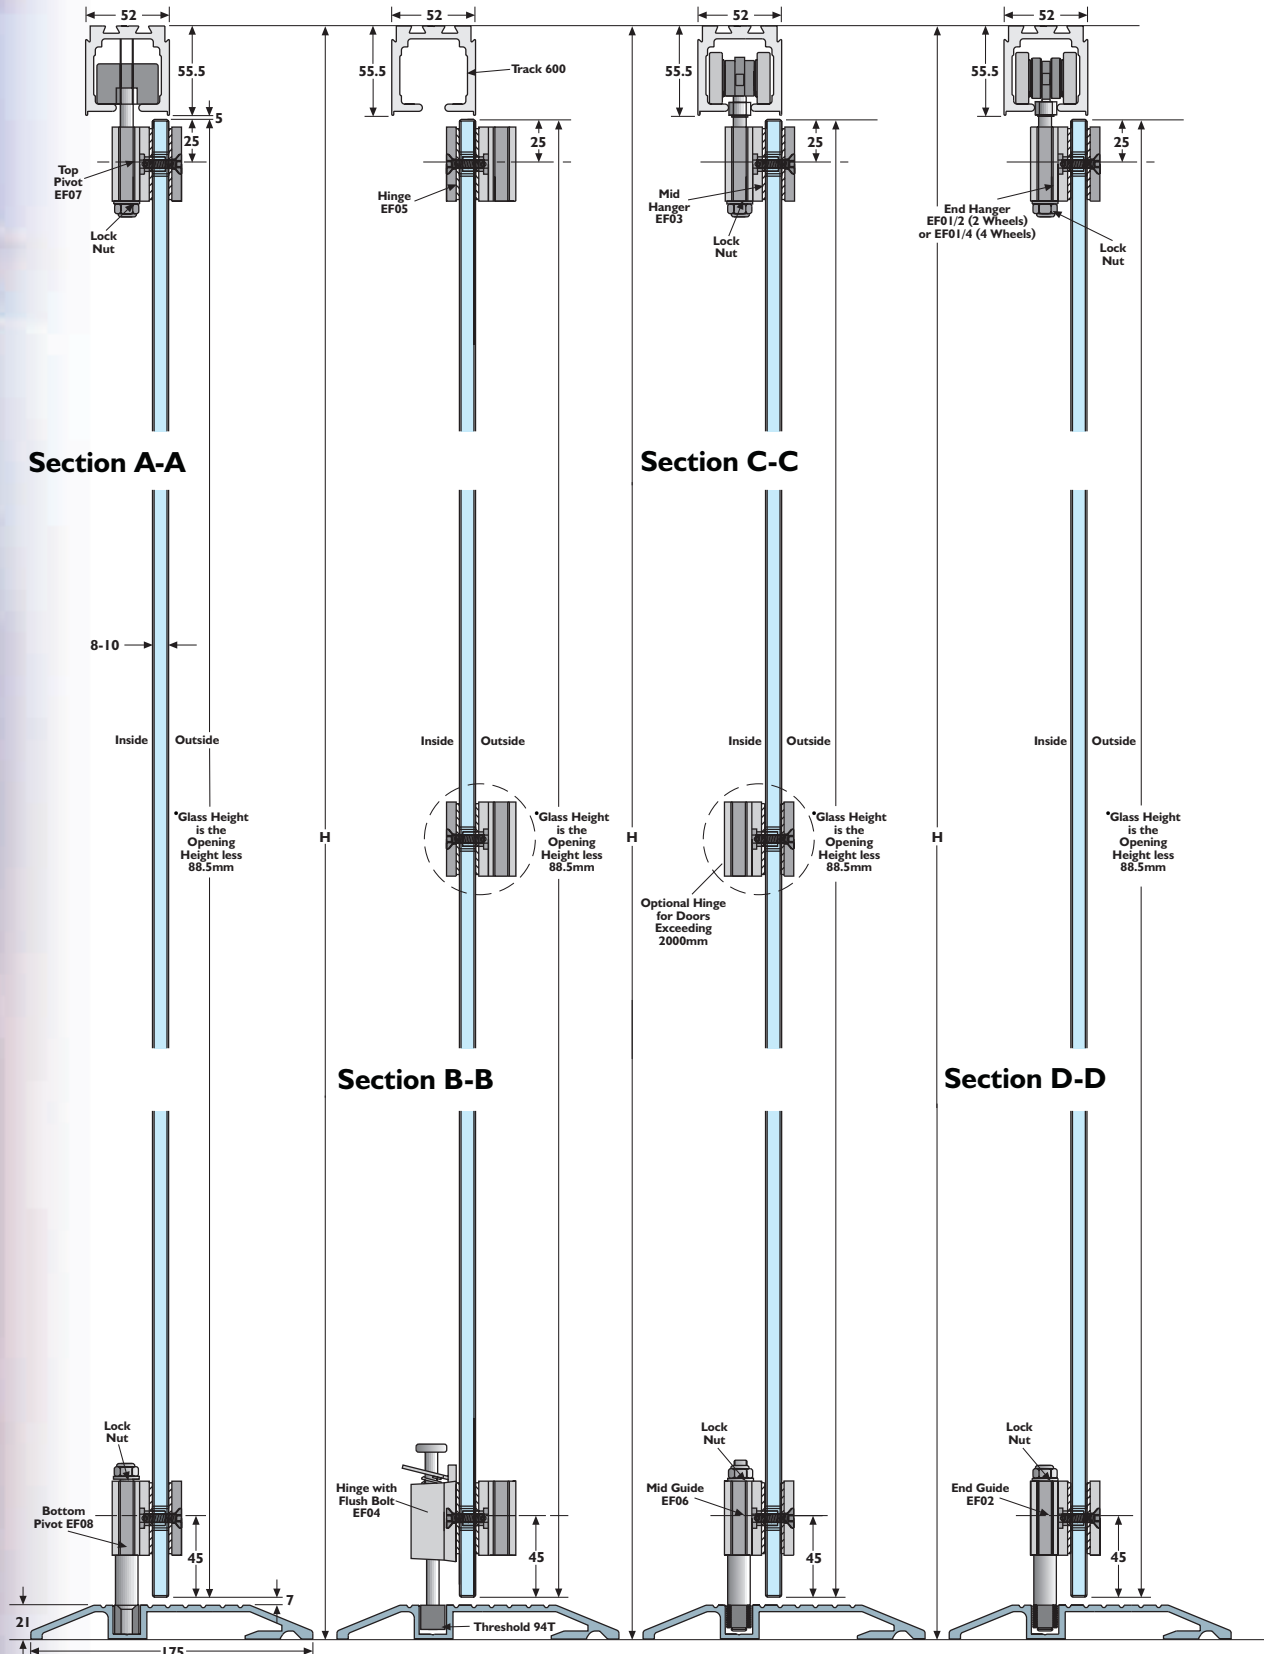 52
52
52
52
55.5
55.5
55.5
55.5
Track 600
5
25
25
25
25
Top
Pivot
EF07
Lock
Nut
Hinge
EF05
Mid
Hanger
EF03
Lock
Nut
End Hanger
EF01/2 (2 Wheels)
or EF01/4 (4 Wheels)
Lock
Nut
Section A-A
Section C-C
8-10
Inside
Outside
Inside
Outside
Inside
Outside
Inside
Outside
•Glass Height
is the
Opening
Height less
88.5mm
H
•Glass Height
is the
Opening
Height less
88.5mm
H
•Glass Height
is the
Opening
Height less
88.5mm
H
•Glass Height
is the
Opening
Height less
88.5mm
Optional Hinge
for Doors
Exceeding
2000mm
Section B-B
Section D-D
Lock
Nut
Bottom
Pivot EF08
45
Hinge with
Flush Bolt
EF04
45
Lock
Nut
Mid Guide
EF06
45
Lock
Nut
End Guide
EF02
45
7
21
Threshold 94T
175